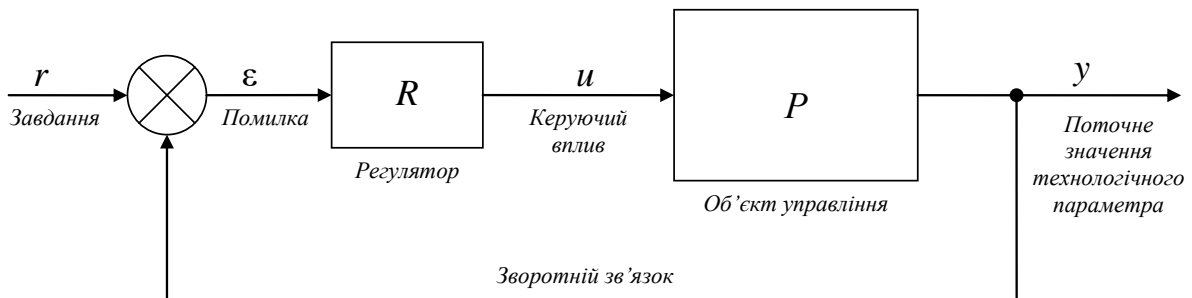 r
Завдання
ε
Помилка
R
Регулятор
u
Керуючий
вплив
P
Об’єкт управління
y
Поточне
значення
технологічного
параметра
Зворотній зв’язок